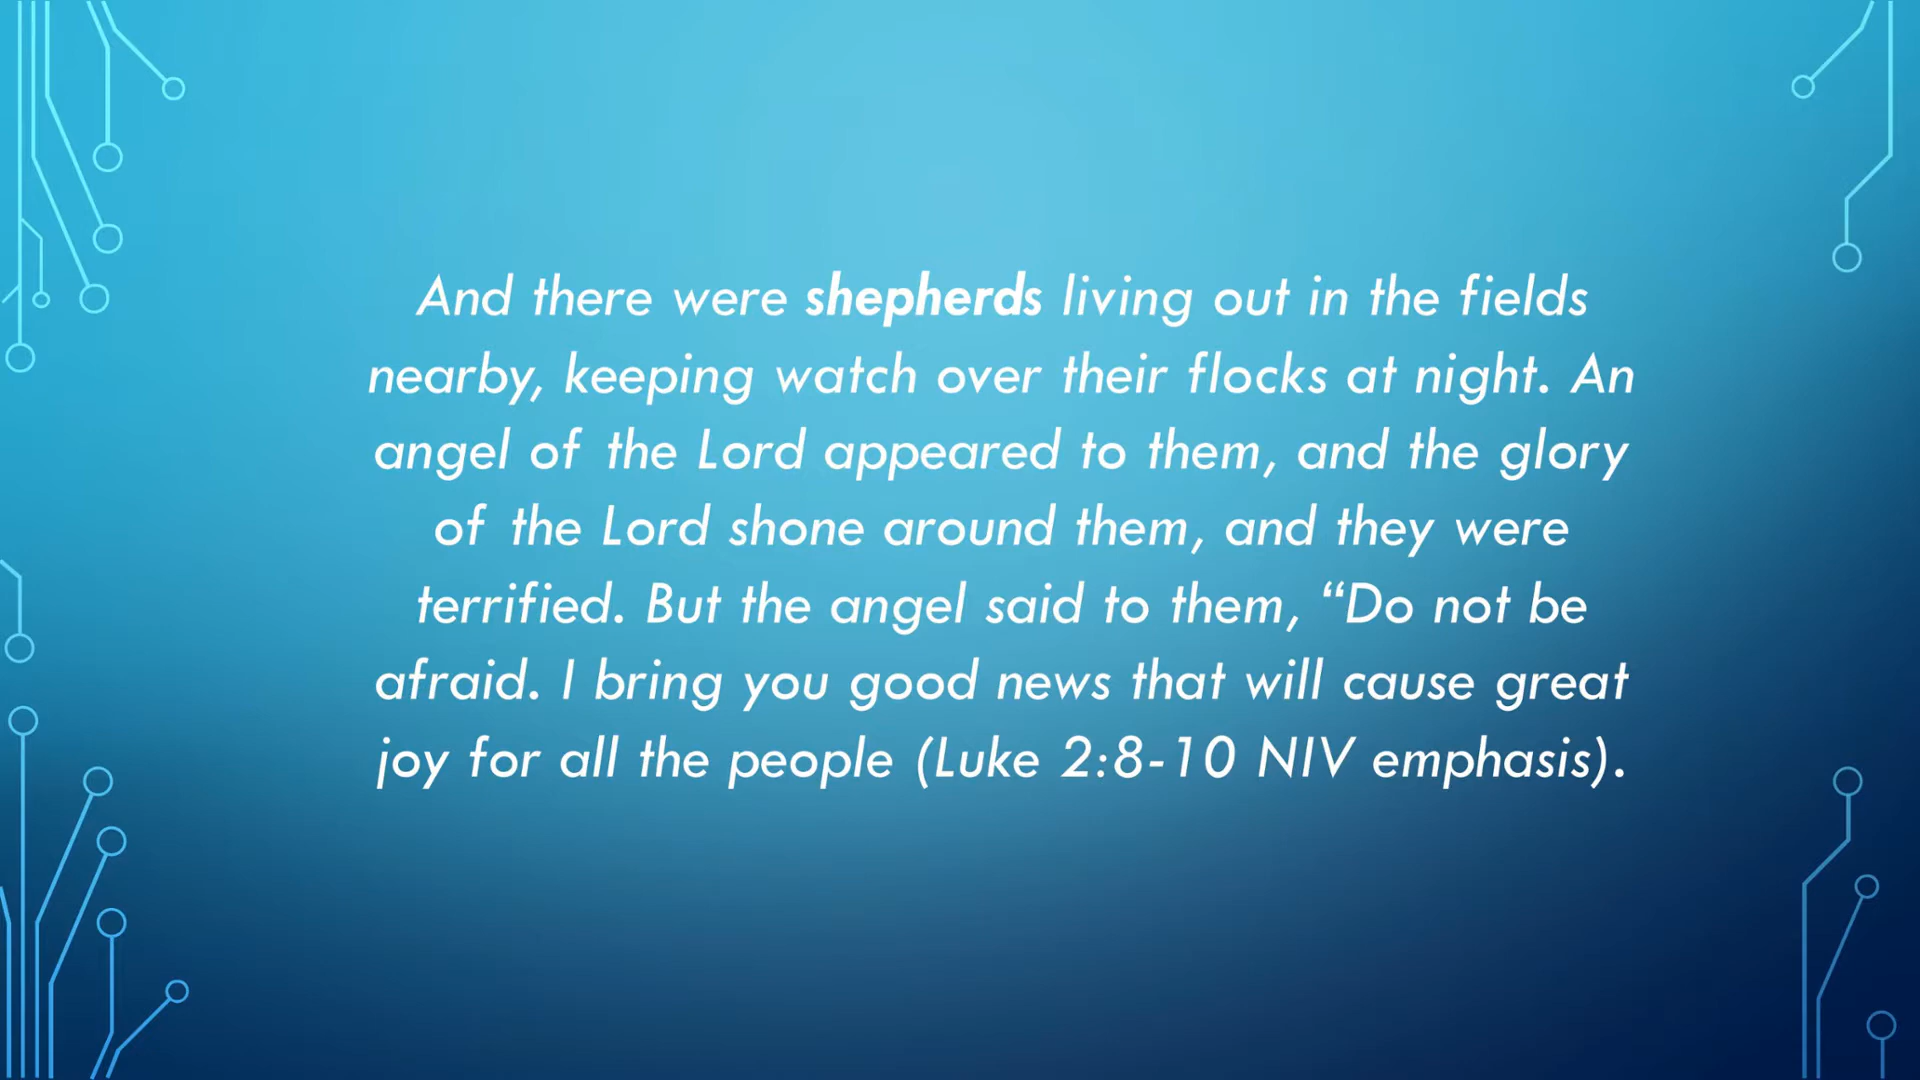 And there were shepherds living out in the fields
nearby, keeping watch over their flocks at night. An
angel of the Lord appeared to them, and the glory
of the Lord shone around them, and they were
terrified. But the angel said to them, “Do not be
afraid. I bring you good news that will cause great
joy for all the people (Luke 2:8-10 NIV emphasis).